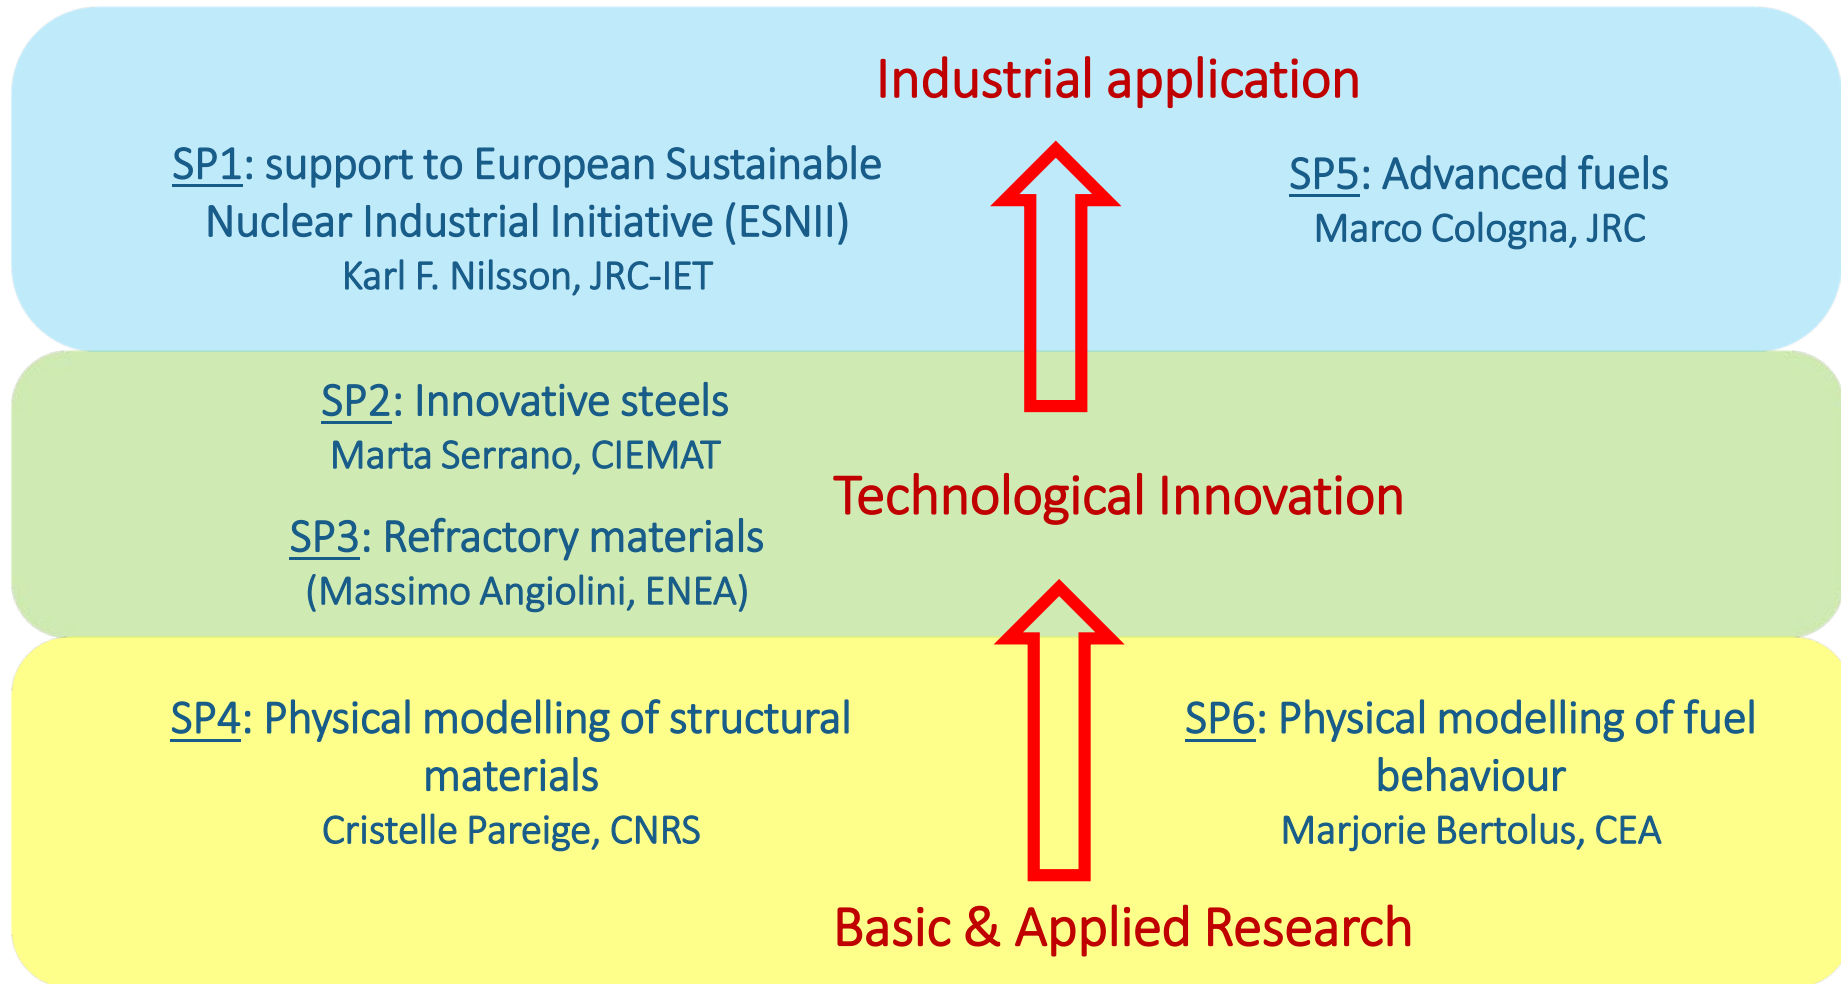 Industrial application
SP1: support to European Sustainable
Nuclear Industrial Initiative (ESNII)
Karl F. Nilsson, JRC-IET
SP5: Advanced fuels
Marco Cologna, JRC
SP2: Innovative steels
Marta Serrano, CIEMAT
Technological Innovation
SP3: Refractory materials
(Massimo Angiolini, ENEA)
SP4: Physical modelling of structural
materials
Cristelle Pareige, CNRS
SP6: Physical modelling of fuel
behaviour
Marjorie Bertolus, CEA
Basic & Applied Research